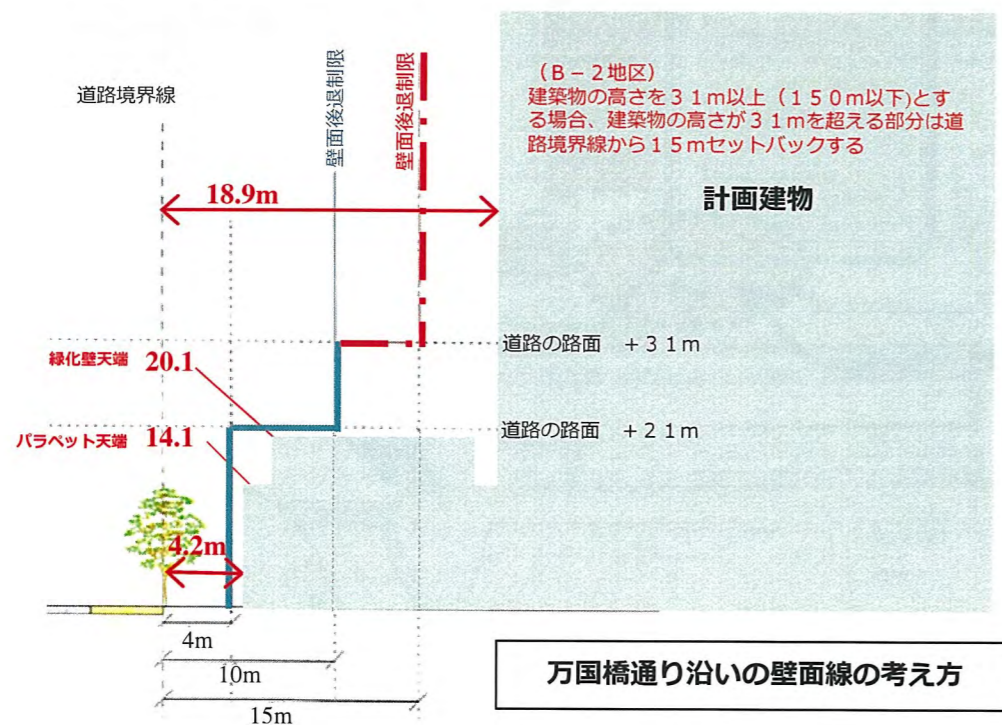 道路境界線
壁面後退制限
壁面後退制限
（Ｂ－２地区）
建築物の高さを３１ｍ以上（１５０ｍ以下)とす
る場合、建築物の高さが３１ｍを超える部分は道
路境界線から１５ｍセットバックする
計画建物
18.9m
道路の路面　＋３１ｍ
緑化壁天端 20.1
道路の路面　＋２１ｍ
パラペット天端 14.1
4.2m
4m
10m
15m
万国橋通り沿いの壁面線の考え方